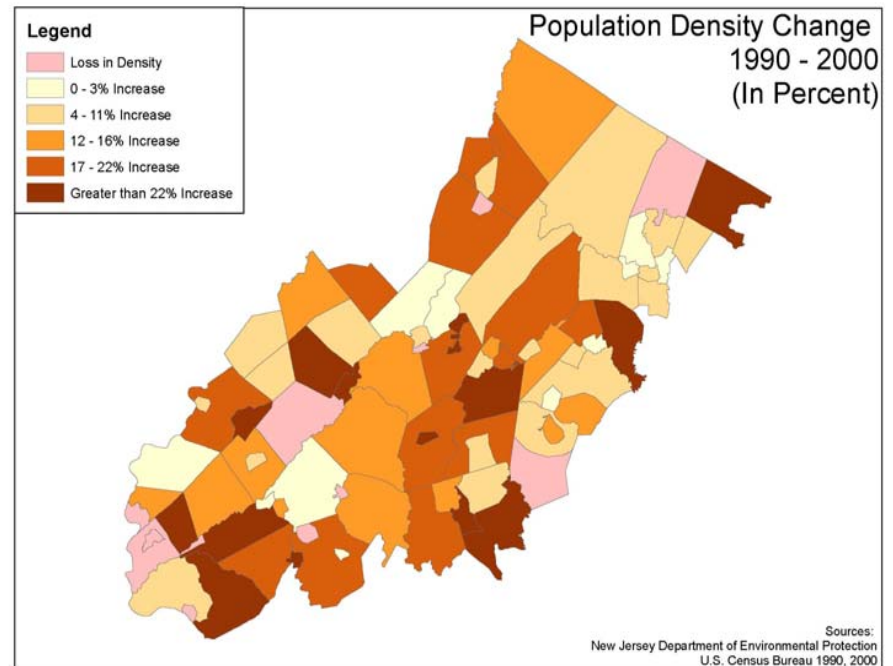 Population Density Change
1990 - 2000
(In Percent)
Legend
Loss in Density
0 - 3% Increase
4 - 11% Increase
12 - 16% Increase
17 - 22% Increase
Greater than 22% Increase
Sources:
New Jersey Department of Environmental Protection
U.S. Census Bureau 1990, 2000